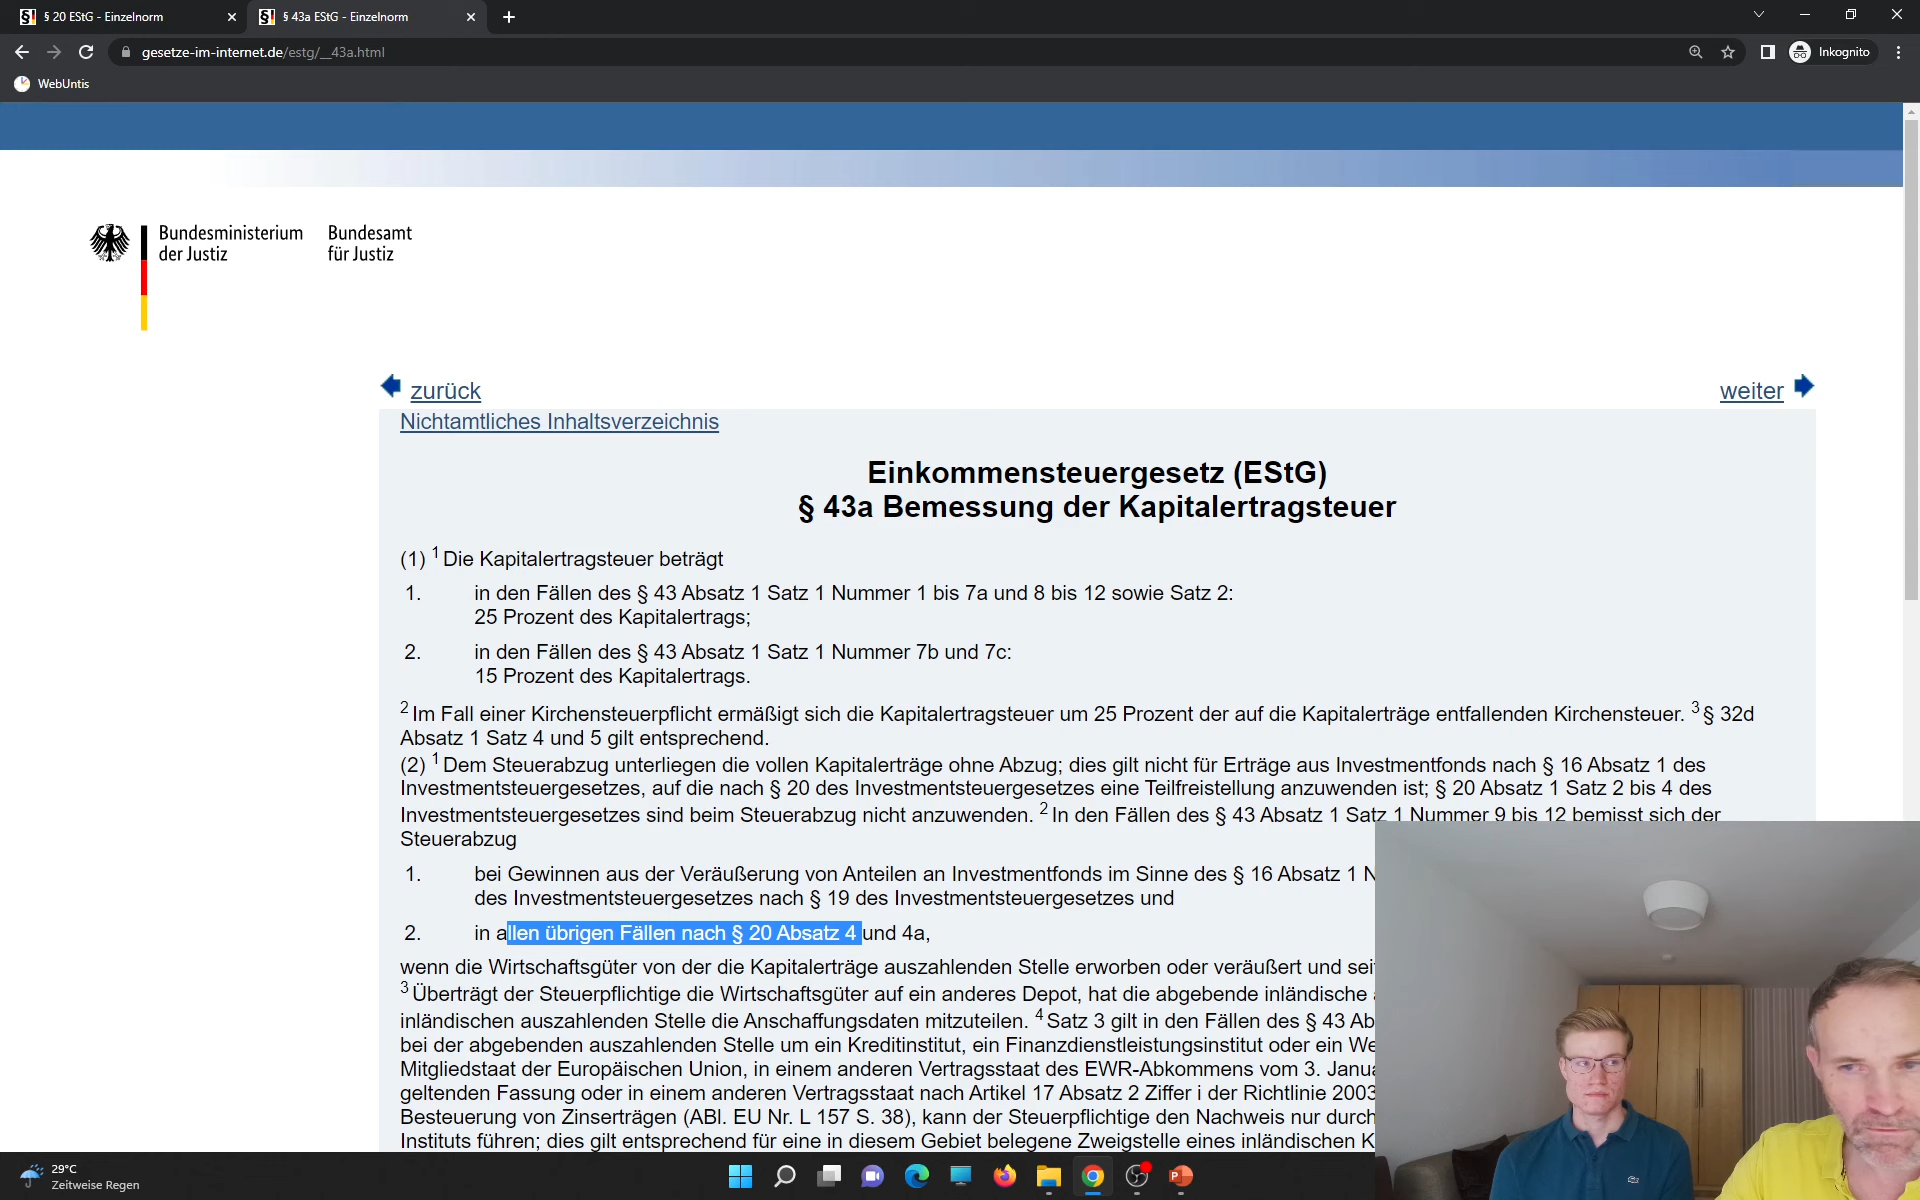 § 20 EStG - Einzelnorm
§ 43a EStG - Einzelnorm
gesetze-im-internet.de/estg/__43a.html
Inkognito
WebUntis
Bundesministerium
der Justiz
Bundesamt
für Justiz
zurück
weiter
Nichtamtliches Inhaltsverzeichnis
Einkommensteuergesetz (EStG)
§ 43a Bemessung der Kapitalertragsteuer
(1) 1 Die Kapitalertragsteuer beträgt
1. in den Fällen des § 43 Absatz 1 Satz 1 Nummer 1 bis 7a und 8 bis 12 sowie Satz 2:
25 Prozent des Kapitalertrags;
2. in den Fällen des § 43 Absatz 1 Satz 1 Nummer 7b und 7c:
15 Prozent des Kapitalertrags.
2 Im Fall einer Kirchensteuerpflicht ermäßigt sich die Kapitalertragsteuer um 25 Prozent der auf die Kapitalerträge entfallenden Kirchensteuer. 3 § 32d
Absatz 1 Satz 4 und 5 gilt entsprechend.
(2) 1 Dem Steuerabzug unterliegen die vollen Kapitalerträge ohne Abzug; dies gilt nicht für Erträge aus Investmentfonds nach § 16 Absatz 1 des
Investmentsteuergesetzes, auf die nach § 20 des Investmentsteuergesetzes eine Teilfreistellung anzuwenden ist; § 20 Absatz 1 Satz 2 bis 4 des
Investmentsteuergesetzes sind beim Steuerabzug nicht anzuwenden. 2 In den Fällen des § 43 Absatz 1 Satz 1 Nummer 9 bis 12 bemisst sich der
Steuerabzug
1. bei Gewinnen aus der Veräußerung von Anteilen an Investmentfonds im Sinne des § 16 Absatz 1
des Investmentsteuergesetzes nach § 19 des Investmentsteuergesetzes und
2. in allen übrigen Fällen nach § 20 Absatz 4 und 4a,
wenn die Wirtschaftsgüter von der die Kapitalerträge auszahlenden Stelle erworben oder veräußert und
3 Überträgt der Steuerpflichtige die Wirtschaftsgüter auf ein anderes Depot, hat die abgebende inländische
inländischen auszahlenden Stelle die Anschaffungsdaten mitzuteilen. 4 Satz 3 gilt in den Fällen des § 43
bei der abgebenden auszahlenden Stelle um ein Kreditinstitut, ein Finanzdienstleistungsinstitut oder ein
Mitgliedstaat der Europäischen Union, in einem anderen Vertragsstaat des EWR-Abkommens vom 3.
geltenden Fassung oder in einem anderen Vertragsstaat nach Artikel 17 Absatz 2 Ziffer i der Richtlinie 2003
Besteuerung von Zinserträgen (ABl. EU Nr. L 157 S. 38), kann der Steuerpflichtige den Nachweis nur durch
Instituts führen; dies gilt entsprechend für eine in diesem Gebiet belegene Zweigstelle eines inländischen
29°C
Zeitweise Regen